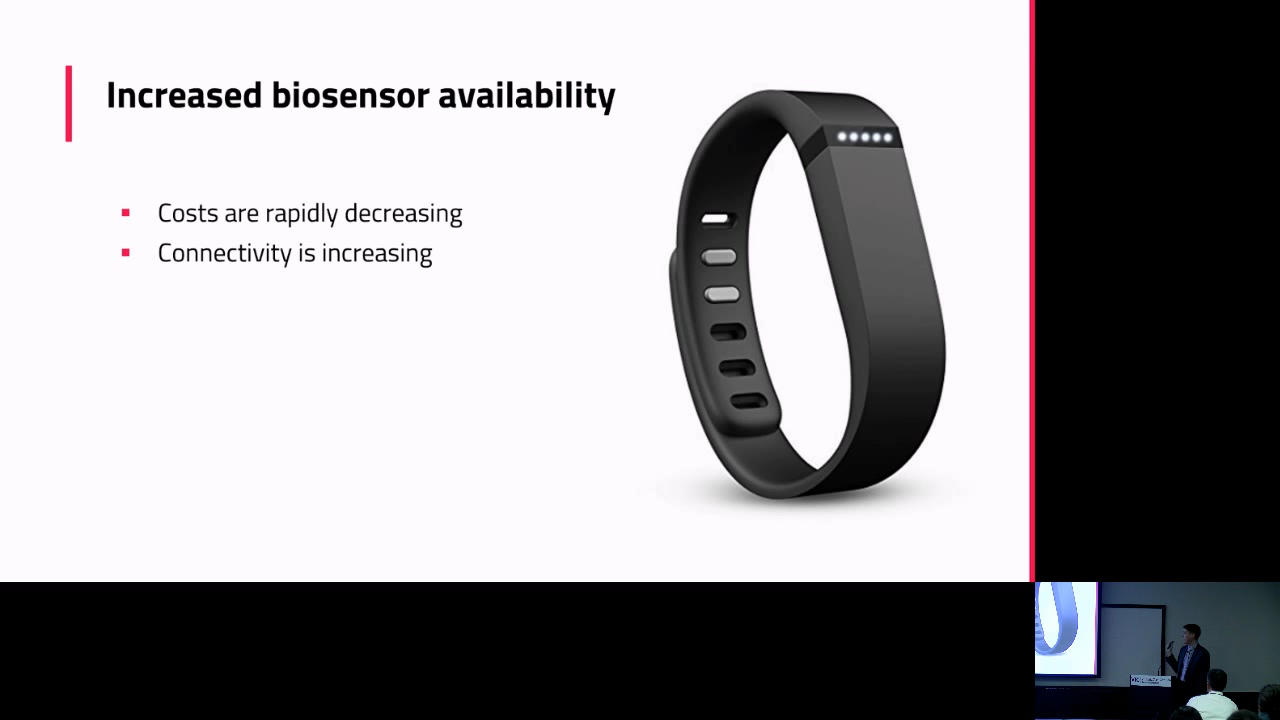 Increased biosensor availability
Costs are rapidly decreasing
Connectivity is increasing